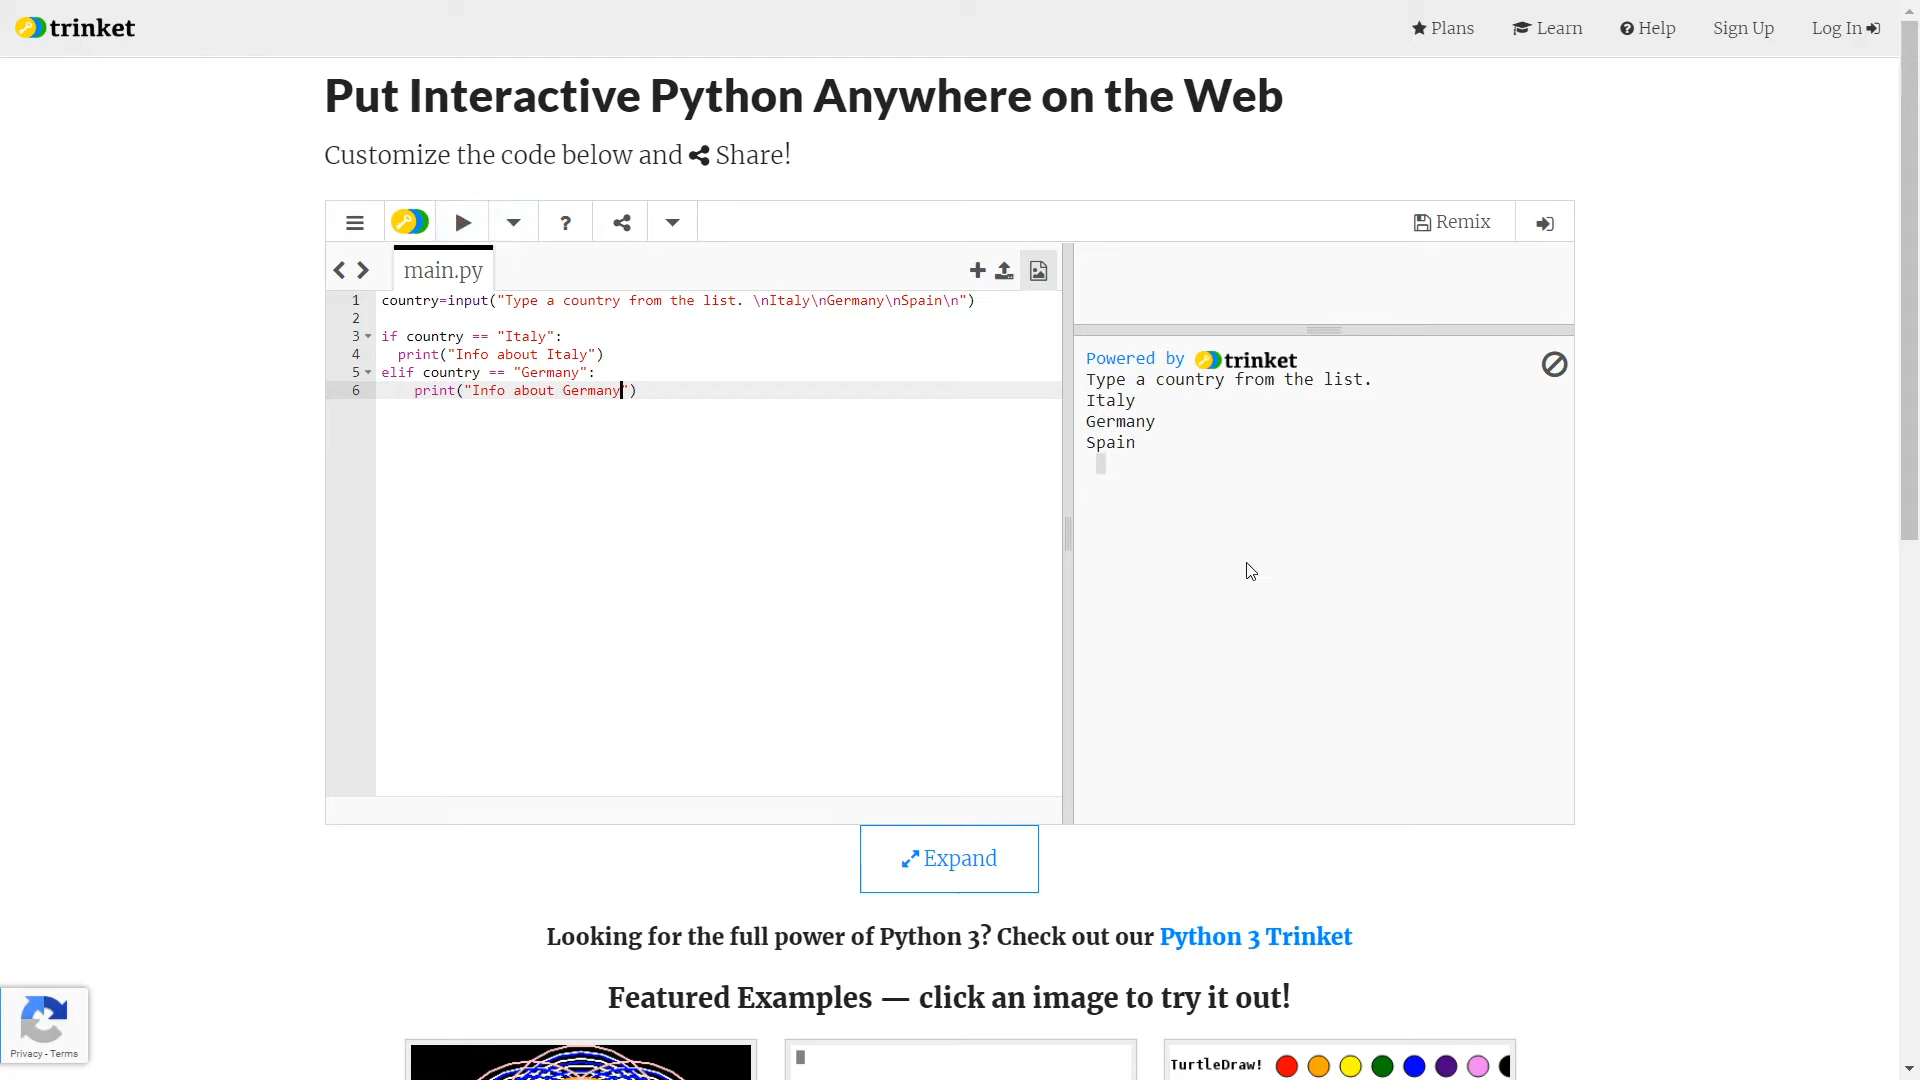 trinket
Plans Learn Help Sign Up Log In
Put Interactive Python Anywhere on the Web
Customize the code below and Share!
? Remix
main.py
1 country=input("Type a country from the list. \nItaly\nGermany\nSpain\n")
2
3 if country == "Italy":
4 print("Info about Italy")
5 elif country == "Germany":
6 print("Info about Germany")
Powered by trinket
Type a country from the list.
Italy
Germany
Spain
Expand
Looking for the full power of Python 3? Check out our Python 3 Trinket
Featured Examples — click an image to try it out!
Privacy - Terms
TurtleDraw!